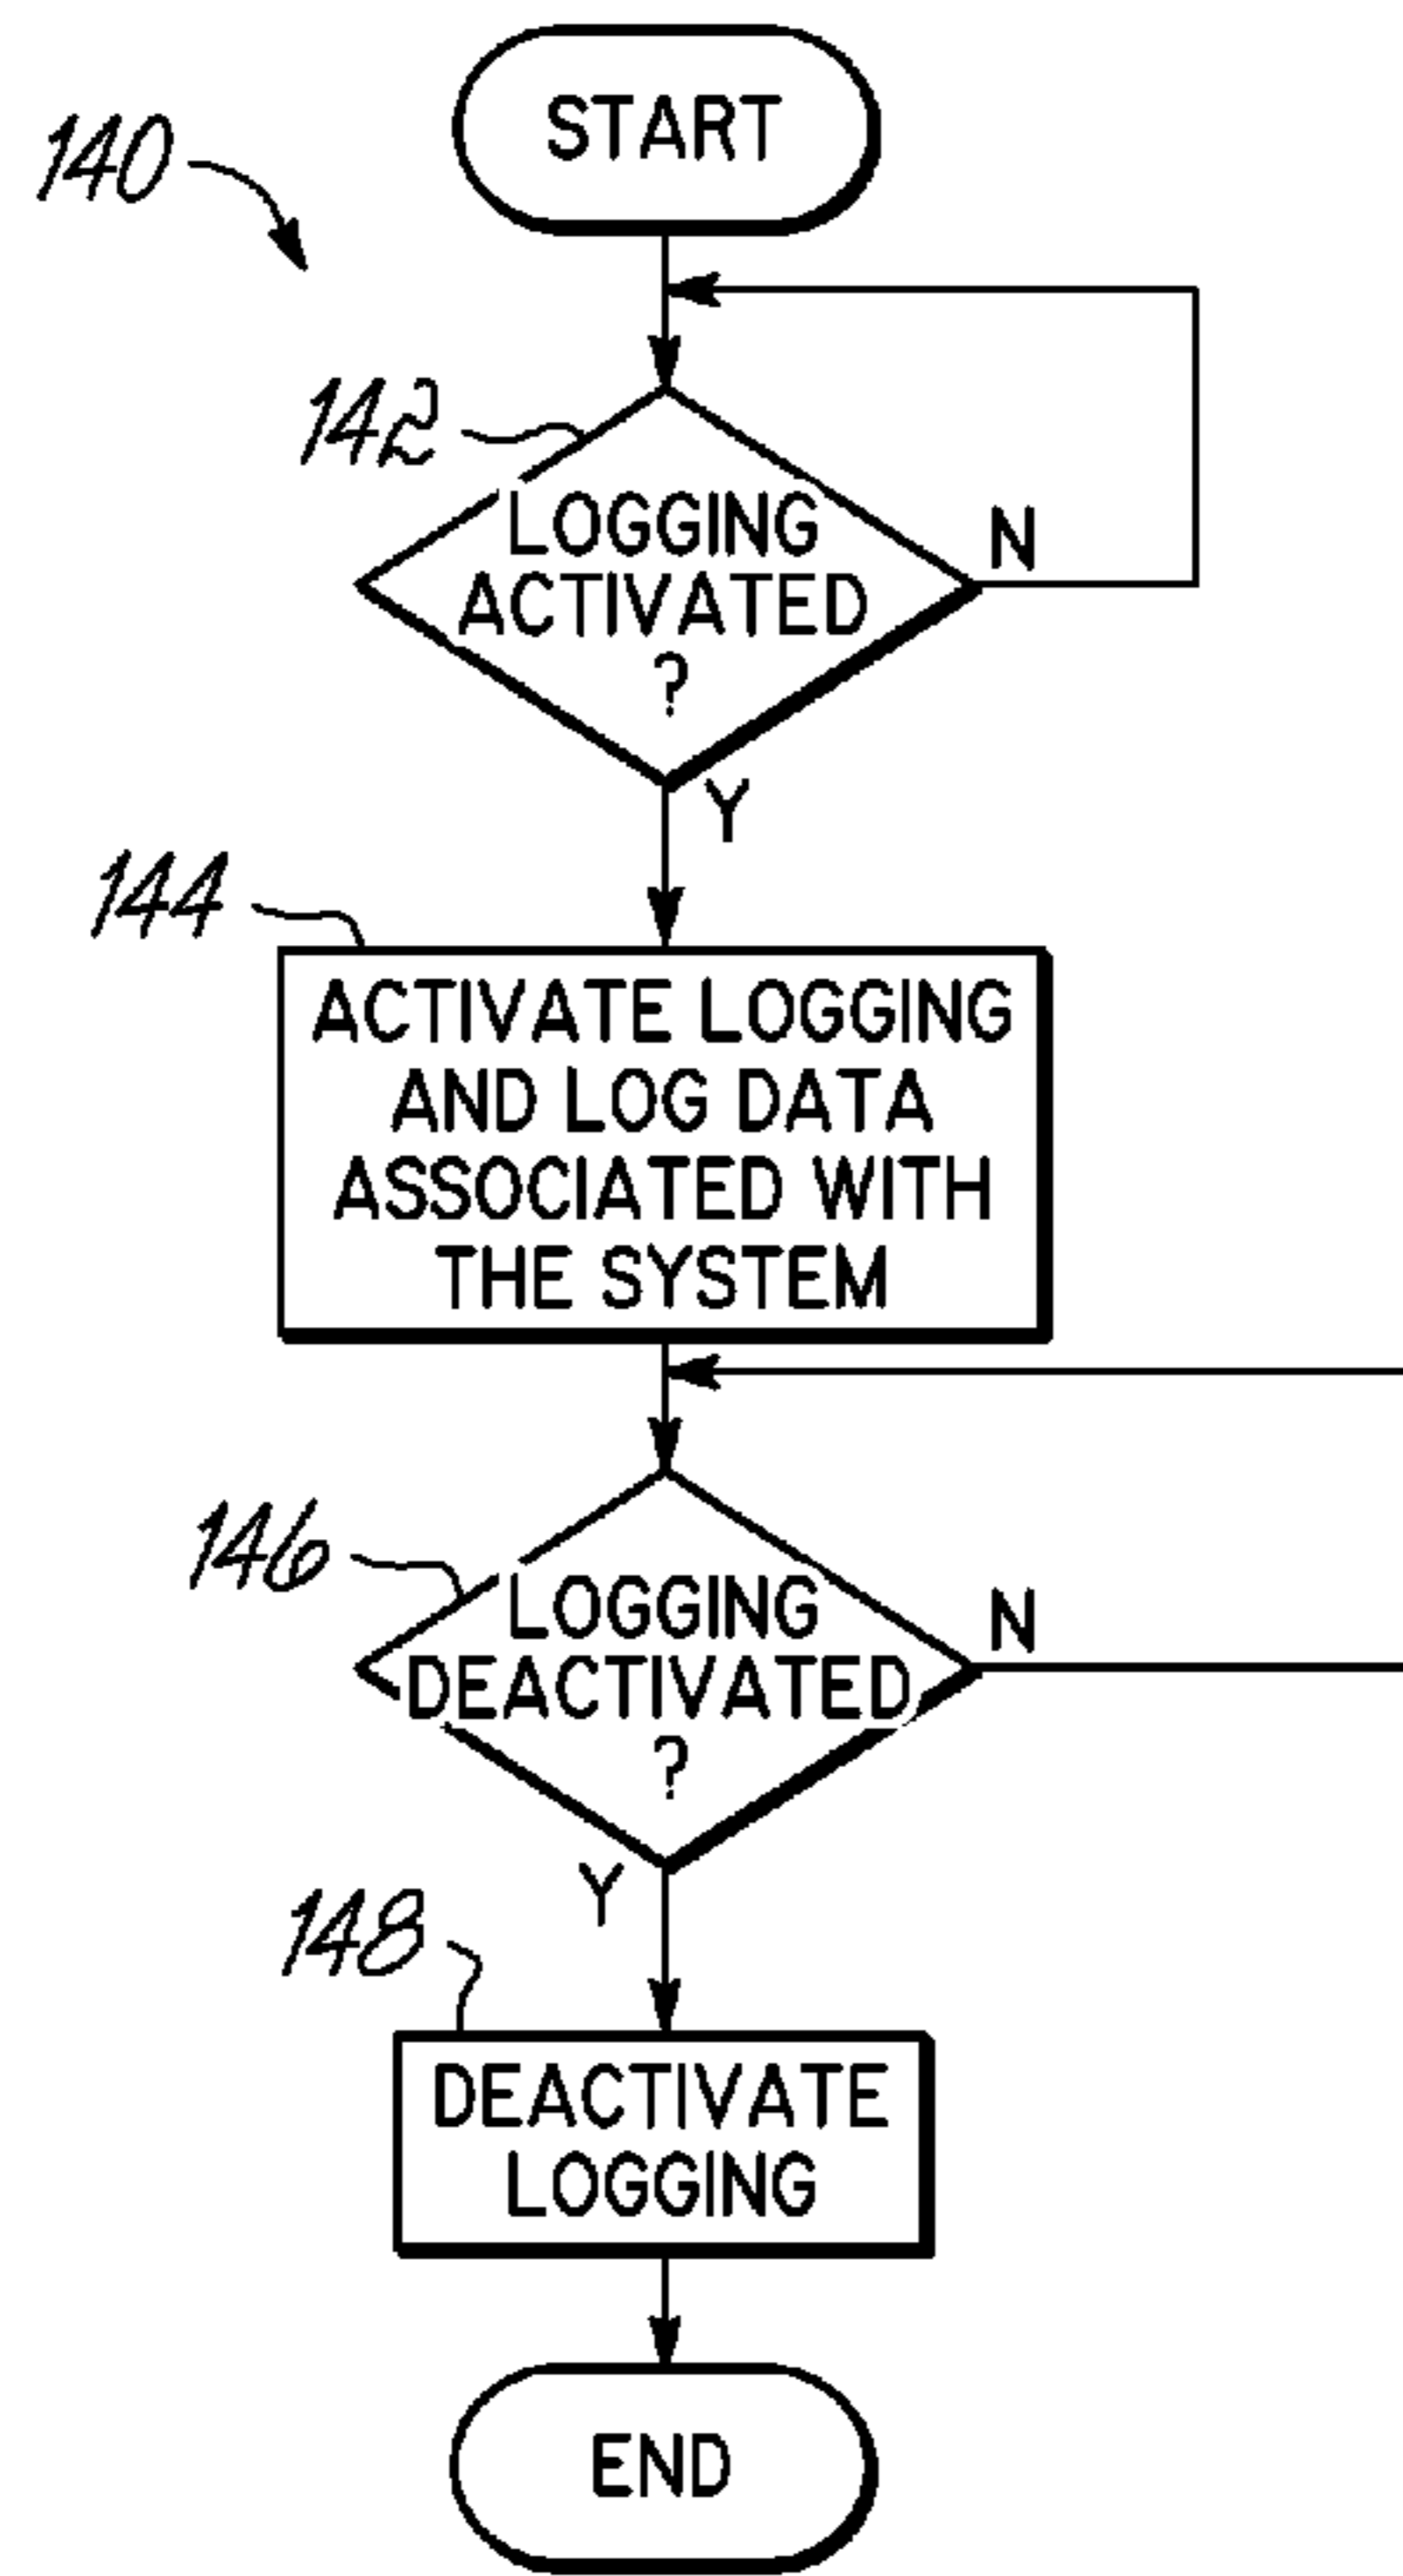 START
140
142
LOGGING
ACTIVATED
?
N
Y
144
ACTIVATE LOGGING
AND LOG DATA
ASSOCIATED WITH
THE SYSTEM
146
LOGGING
DEACTIVATED
?
N
Y
148
DEACTIVATE
LOGGING
END